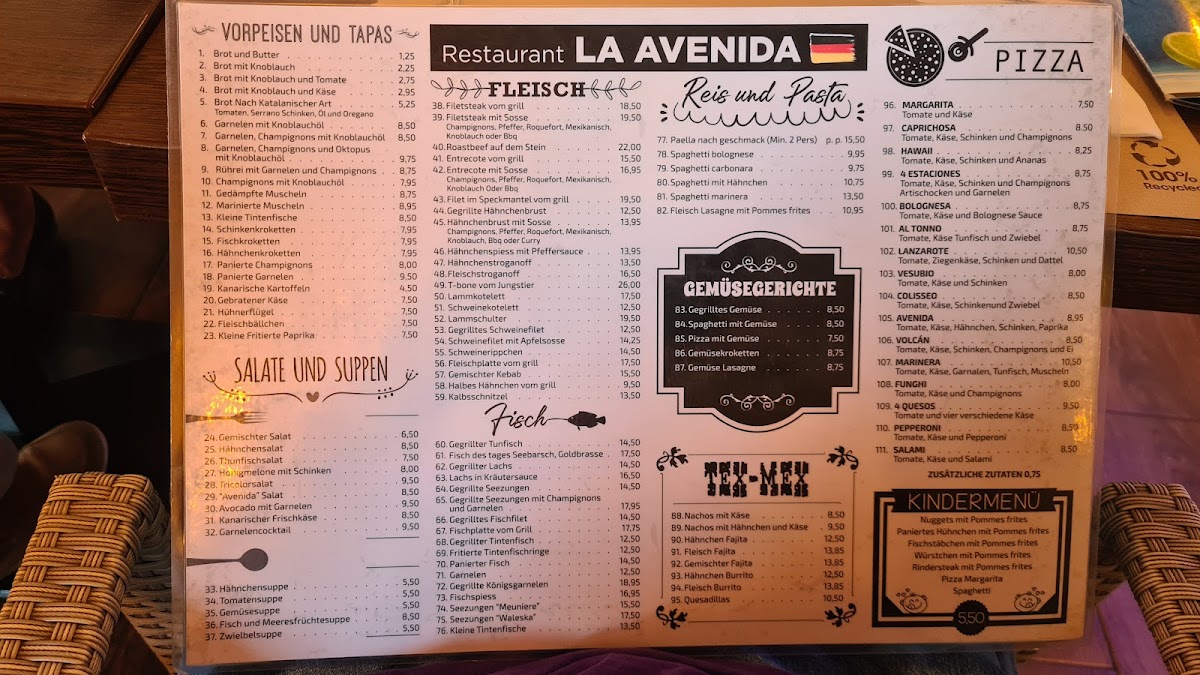 VORPEISEN UND TAPAS
1. Brot und Butter 1,25
2. Brot mit Knoblauch 2,25
3. Brot mit Knoblauch und Tomate 2,75
4. Brot mit Knoblauch und Käse 2,95
5. Brot Nach Katalanischer Art 5,25
Tomaten, Serrano Schinken, Öl und Oregano
6. Garnelen mit Knoblauchöl 8,50
7. Garnelen, Champignons mit Knoblauchöl 8,50
8. Garnelen, Champignons und Oktopus
mit Knoblauchöl 9,75
9. Rührei mit Garnelen und Champignons 8,75
10. Champignons mit Knoblauchöl 7,95
11. Gedämpfte Muscheln 8,50
12. Marinierte Muscheln 8,95
13. Kleine Tintenfische 8,50
14. Schinkenkroketten 7,95
15. Fischkroketten 7,95
16. Hähnchenkroketten 7,95
17. Panierte Champignons 8,00
18. Panierte Garnelen 9,50
19. Kanarische Kartoffeln 4,50
20. Gebratener Käse 7,50
21. Hühnerflügel 7,50
22. Fleischbällchen 7,50
23. Kleine Fritierte Paprika 7,50
SALATE UND SUPPEN
24. Gemischter Salat 6,50
25. Hähnchensalat 8,50
26. Thunfischsalat 7,50
27. Honigmelone mit Schinken 8,00
28. Tricolorsalat 9,50
29. "Avenida" Salat 8,50
30. Avocado mit Garnelen 9,50
31. Kanarischer Frischkäse 8,50
32. Garnelencocktail 9,50
33. Hähnchensuppe 5,50
34. Tomatensuppe 5,50
35. Gemüsesuppe 5,50
36. Fisch und Meeresfrüchtesuppe 8,50
37. Zwiebelsuppe 5,50
Restaurant LA AVENIDA
FLEISCH
38. Filetsteak vom grill 18,50
39. Filetsteak mit Sosse 19,50
Champignons, Pfeffer, Roquefort, Mexikanisch,
Knoblauch oder Bbq
40. Roastbeef auf dem Stein 22,00
41. Entrecote vom grill 15,50
42. Entrecote mit Sosse 16,95
Champignons, Pfeffer, Roquefort, Mexikanisch,
Knoblauch Oder Bbq
43. Filet im Speckmantel vom grill 19,50
44. Gegrillte Hähnchenbrust 12,50
45. Hähnchenbrust mit Sosse 13,95
Champignons, Pfeffer, Roquefort, Mexikanisch,
Knoblauch, Bbq oder Curry
46. Hähnchenspiess mit Pfeffersauce 13,95
47. Hähnchenstroganoff 13,50
48. Fleischstroganoff 16,50
49. T-bone vom Jungstier 26,00
50. Lammkotelett 17,50
51. Schweinekotelett 12,50
52. Lammschulter 19,50
53. Gegrilltes Schweinefilet 12,50
54. Schweinefilet mit Apfelsosse 14,25
55. Schweinerippchen 14,50
56. Fleischplatte vom grill 17,50
57. Gemischter Kebab 15,50
58. Halbes Hähnchen vom grill 9,50
59. Kalbsschnitzel 13,50
Fisch
60. Gegrillter Tunfisch 14,50
61. Fisch des tages Seebarsch, Goldbrasse 17,50
62. Gegrillter Lachs 14,50
63. Lachs in Kräutersauce 16,50
64. Gegrillte Seezungen 14,50
65. Gegrillte Seezungen mit Champignons
und Garnelen 17,95
66. Gegrilltes Fischfilet 14,50
67. Fischplatte vom Grill 17,75
68. Gegrillter Tintenfisch 12,50
69. Frittierte Tintenfischringe 12,50
70. Panierter Fisch 14,50
71. Garnelen 12,50
72. Gegrillte Königsgarnelen 18,95
73. Fischspiess 16,95
74. Seezungen "Meuniere" 15,50
75. Seezungen "Waleska" 17,50
76. Kleine Tintenfische 13,50
Reis und Pasta
77. Paella nach geschmack (Min. 2 Pers) p. p. 15,50
78. Spaghetti bolognese 9,95
79. Spaghetti carbonara 9,75
80. Spaghetti mit Hähnchen 10,75
81. Spaghetti marinera 13,50
82. Fleisch Lasagne mit Pommes frites 10,95
GEMÜSEGERICHTE
83. Gegrilltes Gemüse 8,50
84. Spaghetti mit Gemüse 8,50
85. Pizza mit Gemüse 7,50
86. Gemüsekroketten 8,75
87. Gemüse Lasagne 8,75
TEX-MEX
88. Nachos mit Käse 8,50
89. Nachos mit Hähnchen und Käse 9,50
90. Hähnchen Fajita 12,50
91. Fleisch Fajita 13,85
92. Gemischter Fajita 13,85
93. Hähnchen Burrito 12,50
94. Fleisch Burrito 13,85
95. Quesadillas 10,50
PIZZA
96. MARGARITA 7,50
Tomate und Käse
97. CAPRICHOSA 8,50
Tomate, Käse, Schinken und Champignons
98. HAWAII 8,25
Tomate, Käse, Schinken und Ananas
99. 4 ESTACIONES 8,75
Tomate, Käse, Schinken und Champignons
Artischocken und Garnelen
100. BOLOGNESA 8,75
Tomate, Käse und Bolognese Sauce
101. AL TONNO 8,75
Tomate, Käse Tunfisch und Zwiebel
102. LANZAROTE 10,50
Tomate, Ziegenkäse, Schinken und Dattel
103. VESUBIO 8,00
Tomate, Käse und Schinken
104. COLISSEO 8,50
Tomate, Käse, Schinkenund Zwiebel
105. AVENIDA 8,95
Tomate, Käse, Hähnchen, Schinken, Paprika
106. VOLCÁN 8,50
Tomate, Käse, Schinken, Champignons und Ei
107. MARINERA 10,50
Tomate, Käse, Garnalen, Tunfisch, Muscheln
108. FUNGHI 8,00
Tomate, Käse und Champignons
109. 4 QUESOS 9,50
Tomate und vier verschiedene Käse
110. PEPPERONI 8,50
Tomate, Käse und Pepperoni
111. SALAMI 8,50
Tomate, Käse und Salami
ZUSÄTZLICHE ZUTATEN 0,75
KINDERMENÜ
Nuggets mit Pommes frites
Paniertes Hühnchen mit Pommes frites
Fischstäbchen mit Pommes frites
Würstchen mit Pommes frites
Rindersteak mit Pommes frites
Pizza Margarita
Spaghetti
5,50
100%